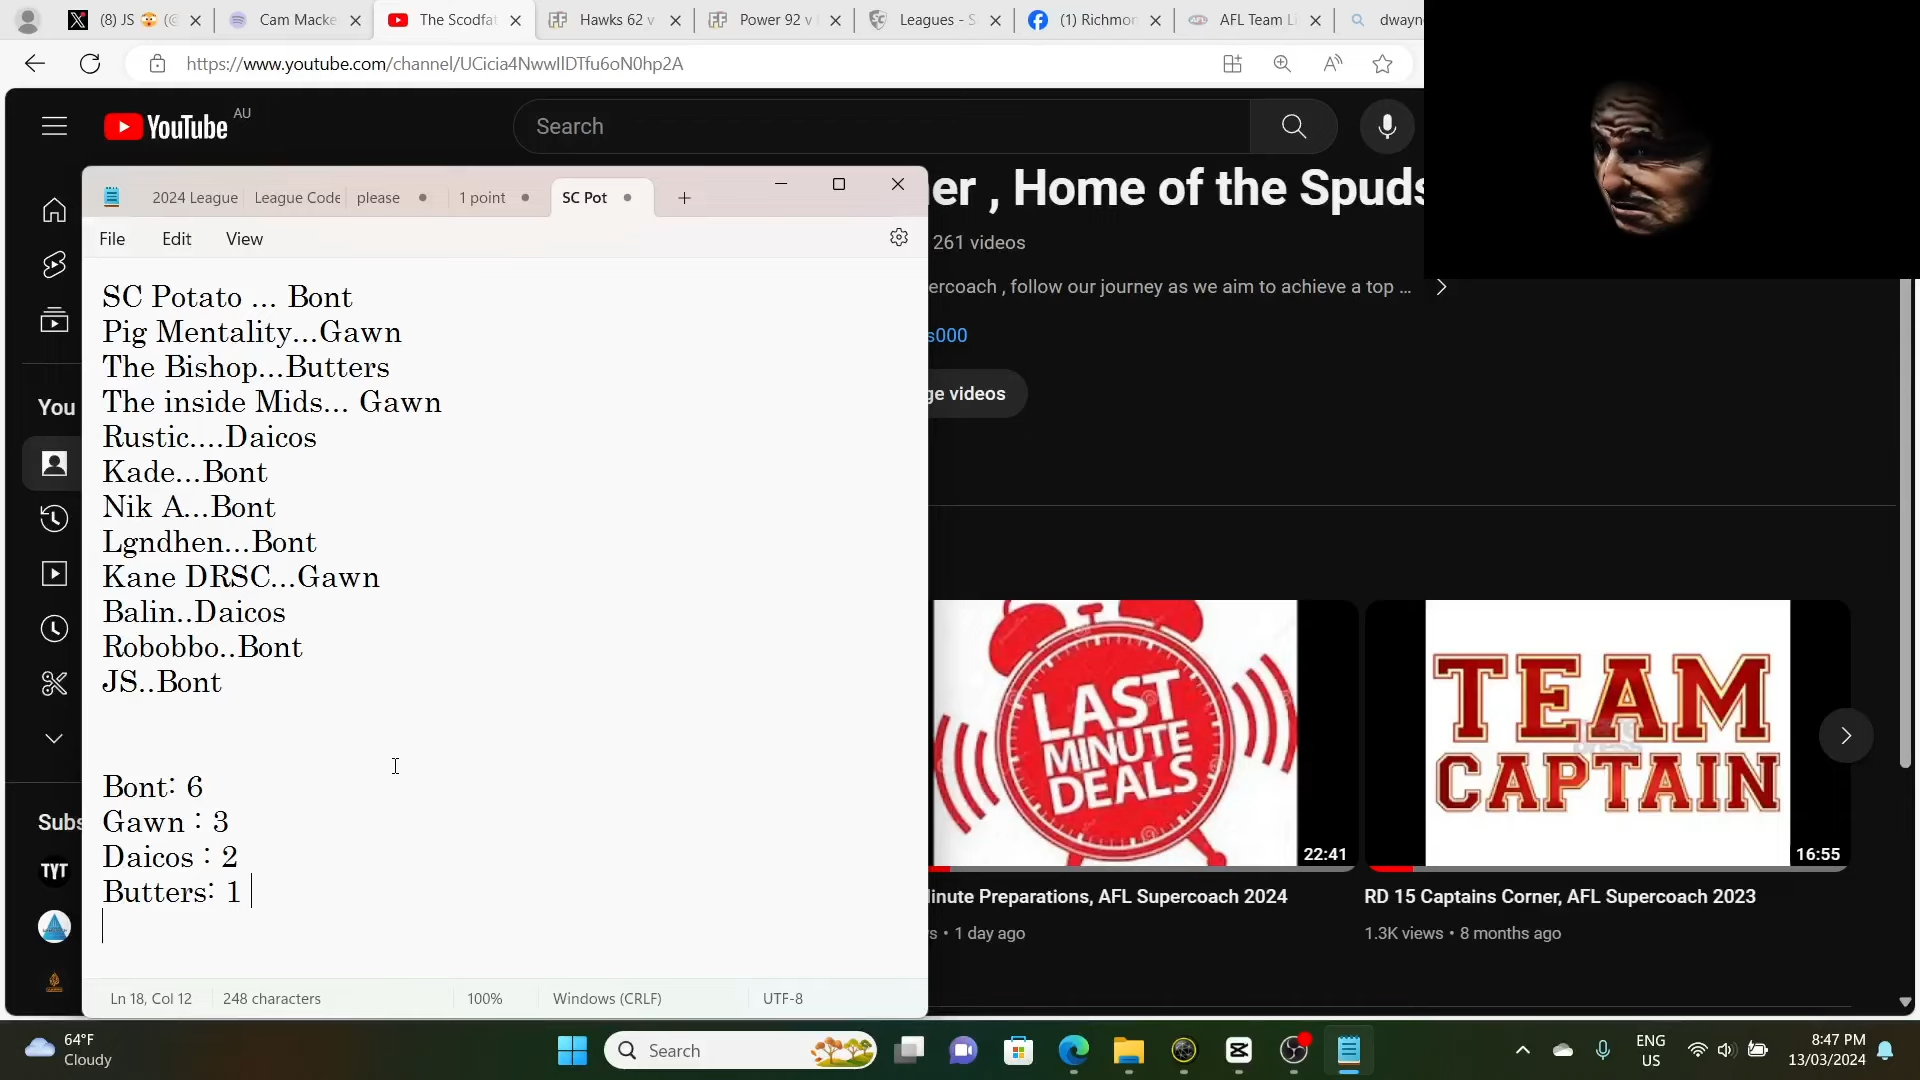 (8) JS
Cam Macke
The Scodfa
Hawks 62 v
Power 92 v
Leagues - S
(1) Richmo
AFL Team Li
dwayn
https://www.youtube.com/channel/UCicia4NwwIlDTfu6oN0hp2A
YouTube AU
Search
er , Home of the Spuds
261 videos
ercoach , follow our journey as we aim to achieve a top ...
s000
ge videos
You
Subs
TYT
2024 League
League Code
please
1 point
SC Pot
File Edit View
SC Potato ... Bont
Pig Mentality...Gawn
The Bishop...Butters
The inside Mids... Gawn
Rustic....Daicos
Kade...Bont
Nik A...Bont
Lgndhen...Bont
Kane DRSC...Gawn
Balin..Daicos
Robobbo..Bont
JS..Bont
Bont: 6
Gawn : 3
Daicos : 2
Butters: 1
Ln 18, Col 12
248 characters
100%
Windows (CRLF)
UTF-8
LAST
MINUTE
DEALS
22:41
inute Preparations, AFL Supercoach 2024
s • 1 day ago
TEAM
CAPTAIN
16:55
RD 15 Captains Corner, AFL Supercoach 2023
1.3K views • 8 months ago
64°F
Cloudy
Search
ENG
US
8:47 PM
13/03/2024